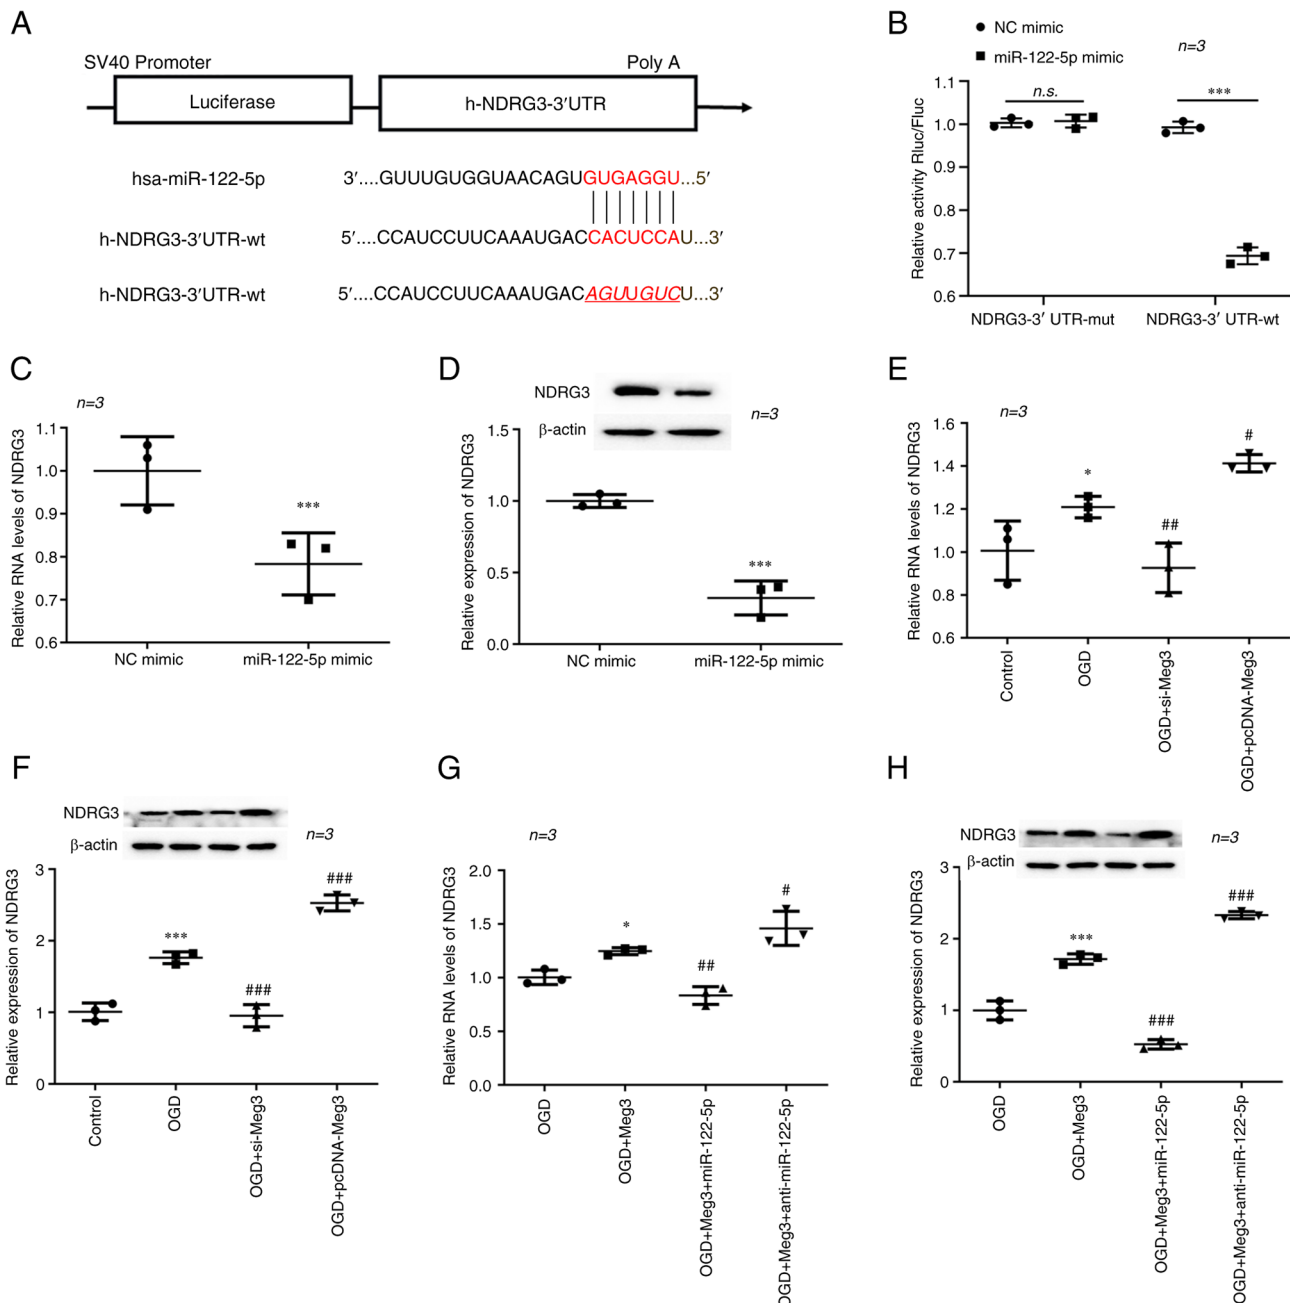 A
SV40 Promoter
Poly A
Luciferase
h-NDRG3-3′UTR
hsa-miR-122-5p
3′....GUUUGUGGUAACAGUGUGAGGU...5′
h-NDRG3-3′UTR-wt
5′....CCAUCCUUCAAAUGACCACUCCAU...3′
h-NDRG3-3′UTR-wt
5′....CCAUCCUUCAAAUGACAGUUGUCU...3′
B
NC mimic
miR-122-5p mimic
n=3
Relative activity Rluc/Fluc
1.1
1.0
0.9
0.8
0.7
0.6
n.s.
***
NDRG3-3′ UTR-mut
NDRG3-3′ UTR-wt
C
n=3
Relative RNA levels of NDRG3
1.1
1.0
0.9
0.8
0.7
0.6
***
NC mimic
miR-122-5p mimic
D
NDRG3
β-actin
n=3
Relative expression of NDRG3
1.5
1.0
0.5
0.0
***
NC mimic
miR-122-5p mimic
E
n=3
Relative RNA levels of NDRG3
1.6
1.4
1.2
1.0
0.8
0.6
*
##
#
Control
OGD
OGD+si-Meg3
OGD+pcDNA-Meg3
F
NDRG3
β-actin
n=3
Relative expression of NDRG3
3
2
1
0
***
###
###
Control
OGD
OGD+si-Meg3
OGD+pcDNA-Meg3
G
n=3
Relative RNA levels of NDRG3
2.0
1.5
1.0
0.5
0.0
*
##
#
OGD
OGD+Meg3
OGD+Meg3+miR-122-5p
OGD+Meg3+anti-miR-122-5p
H
NDRG3
β-actin
n=3
Relative expression of NDRG3
3
2
1
0
***
###
###
OGD
OGD+Meg3
OGD+Meg3+miR-122-5p
OGD+Meg3+anti-miR-122-5p